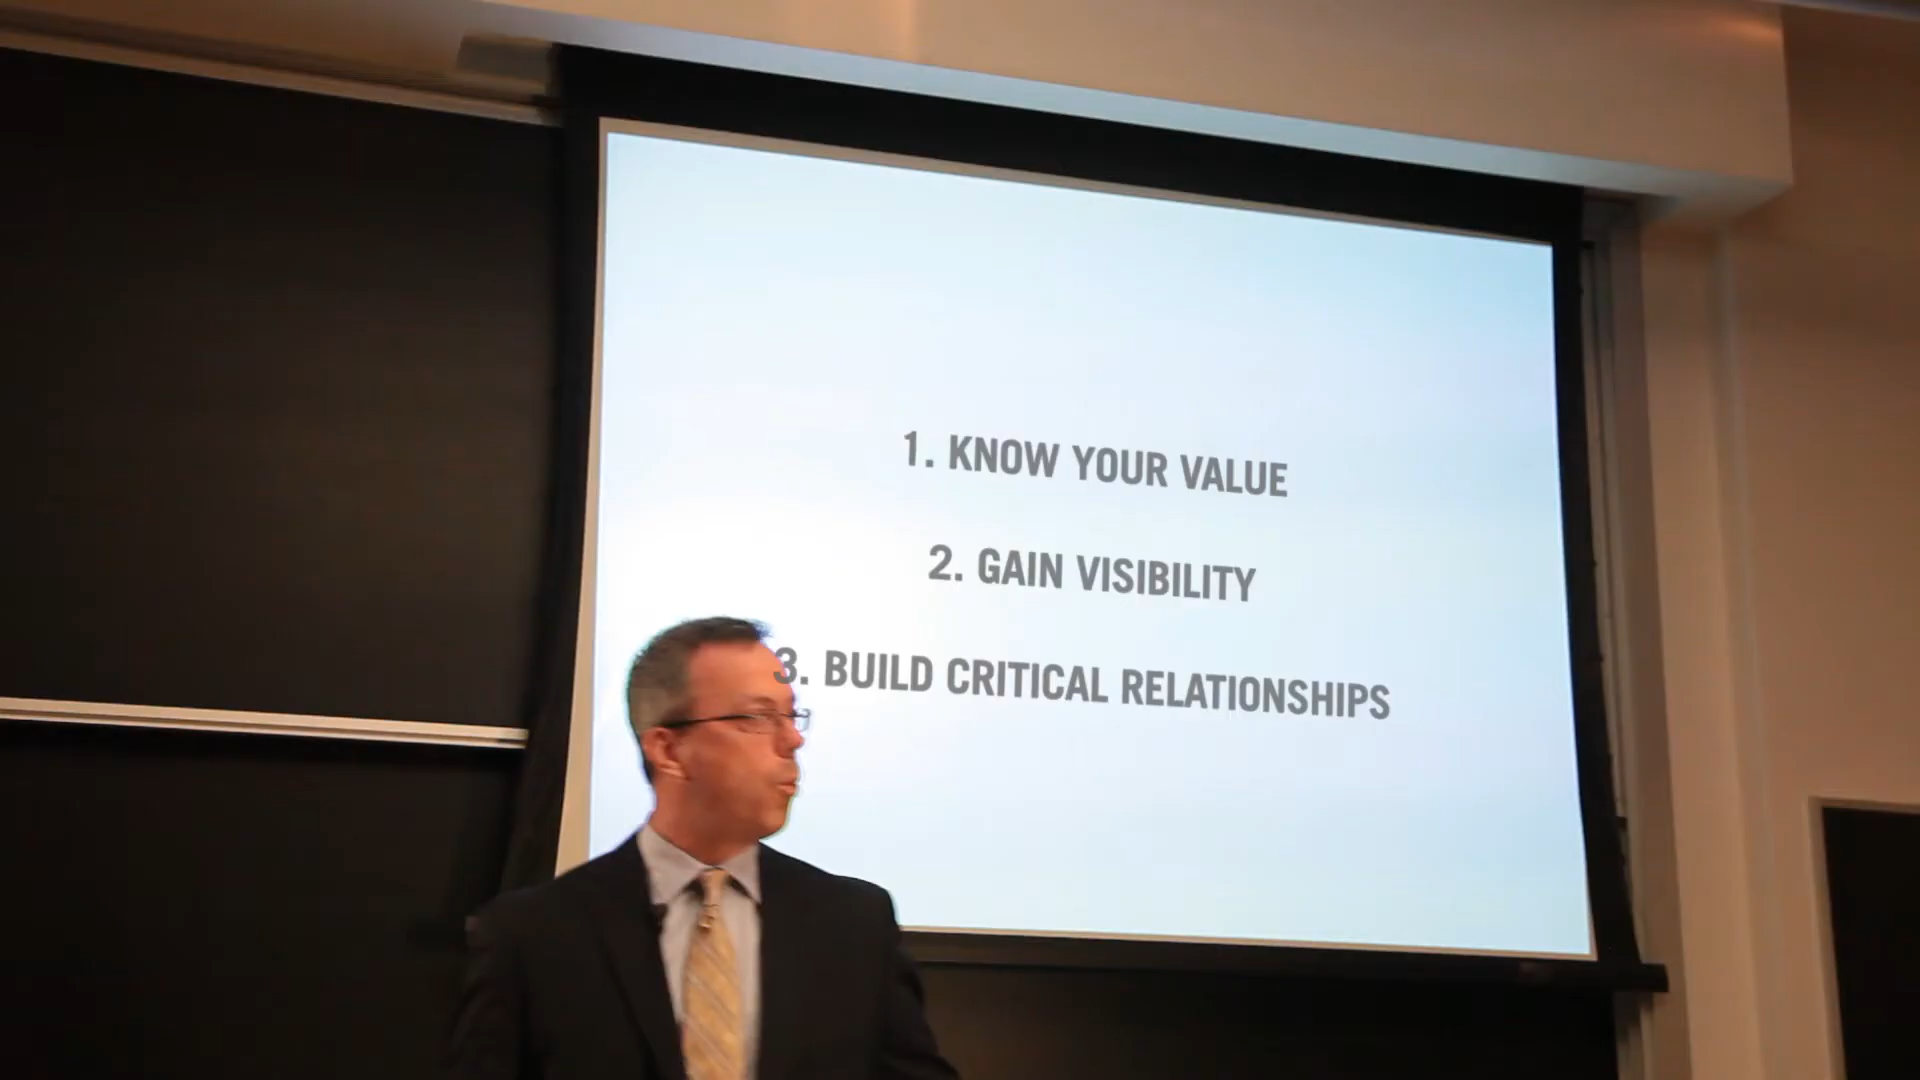 1. KNOW YOUR VALUE
2. GAIN VISIBILITY
3. BUILD CRITICAL RELATIONSHIPS